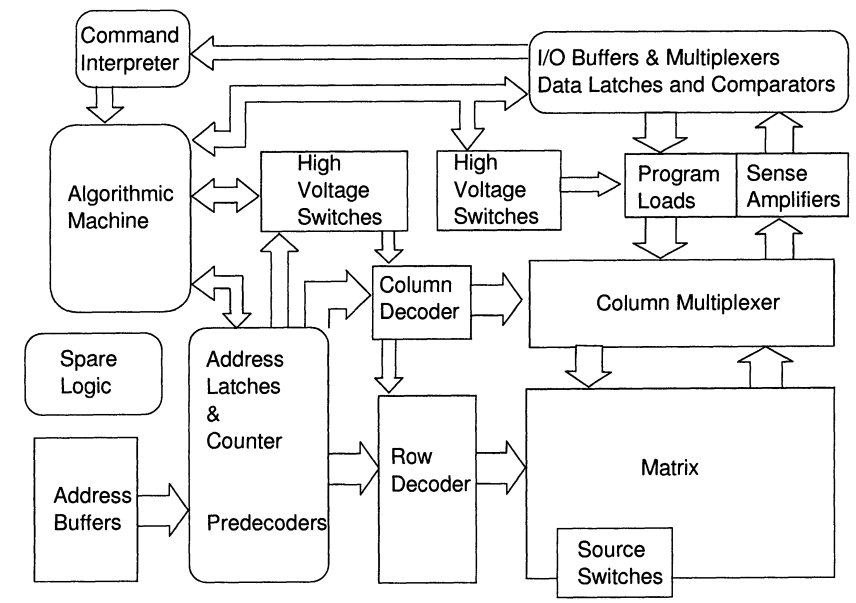 Command
Interpreter
I/O Buffers & Multiplexers
Data Latches and Comparators
Algorithmic
Machine
High
Voltage
Switches
High
Voltage
Switches
Program
Loads
Sense
Amplifiers
Column
Decoder
Column Multiplexer
Spare
Logic
Address
Latches
&
Counter
Predecoders
Address
Buffers
Row
Decoder
Matrix
Source
Switches